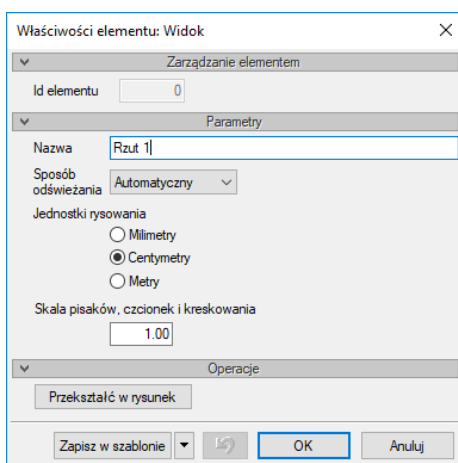 Właściwości elementu: Widok
Zarządzanie elementem
Id elementu 0
Parametry
Nazwa Rzut 1
Sposób
odświeżania Automatyczny
Jednostki rysowania
Milimetry
Centymetry
Metry
Skala pisaków, czcionek i kreskowania
1.00
Operacje
Przekształć w rysunek
Zapisz w szablonie OK Anuluj